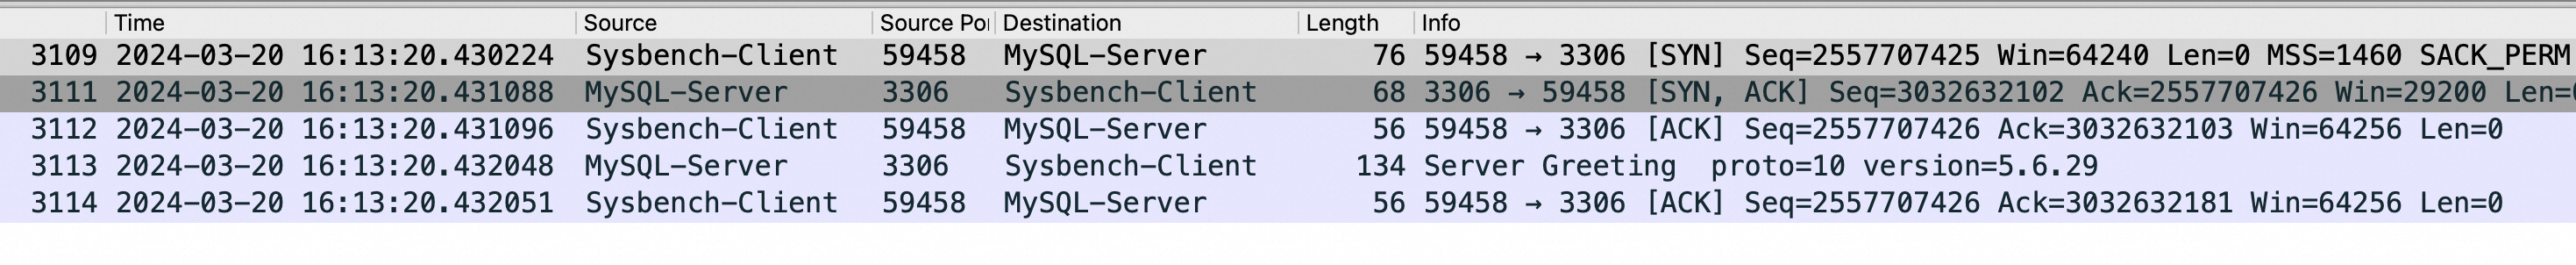 Time Source Source Por Destination Length Info
3109 2024-03-20 16:13:20.430224 Sysbench-Client 59458 MySQL-Server 76 59458 → 3306 [SYN] Seq=2557707425 Win=64240 Len=0 MSS=1460 SACK_PERM
3111 2024-03-20 16:13:20.431088 MySQL-Server 3306 Sysbench-Client 68 3306 → 59458 [SYN, ACK] Seq=3032632102 Ack=2557707426 Win=29200 Len=0
3112 2024-03-20 16:13:20.431096 Sysbench-Client 59458 MySQL-Server 56 59458 → 3306 [ACK] Seq=2557707426 Ack=3032632103 Win=64256 Len=0
3113 2024-03-20 16:13:20.432048 MySQL-Server 3306 Sysbench-Client 134 Server Greeting proto=10 version=5.6.29
3114 2024-03-20 16:13:20.432051 Sysbench-Client 59458 MySQL-Server 56 59458 → 3306 [ACK] Seq=2557707426 Ack=3032632181 Win=64256 Len=0